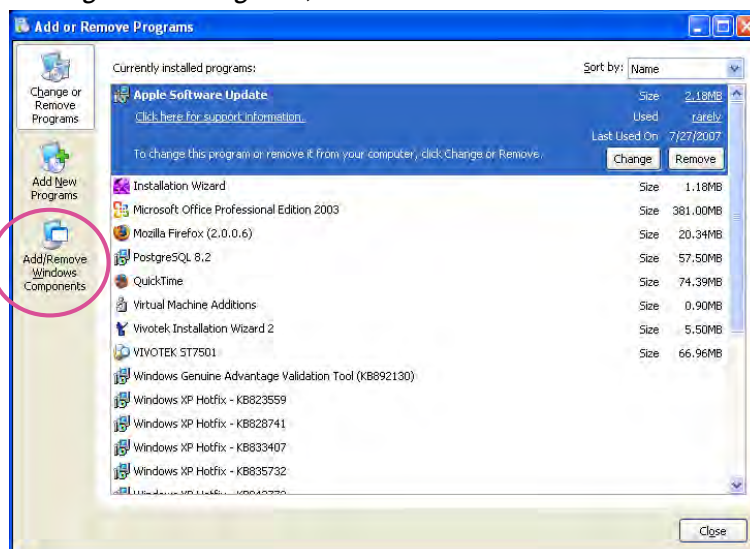 Add or Remove Programs
Currently installed programs:
Sort by: Name
Change or
Remove
Programs
Add New
Programs
Add/Remove
Windows
Components
Apple Software Update
Size 2.18MB
Click here for support information.
Used rarely
Last Used On 7/27/2007
To change this program or remove it from your computer, click Change or Remove.
Change Remove
Installation Wizard Size 1.18MB
Microsoft Office Professional Edition 2003 Size 381.00MB
Mozilla Firefox (2.0.0.6) Size 20.34MB
PostgreSQL 8.2 Size 57.50MB
QuickTime Size 74.39MB
Virtual Machine Additions Size 0.90MB
Vivotek Installation Wizard 2 Size 5.50MB
VIVOTEK ST7501 Size 66.96MB
Windows Genuine Advantage Validation Tool (KB892130)
Windows XP Hotfix - KB823559
Windows XP Hotfix - KB828741
Windows XP Hotfix - KB833407
Windows XP Hotfix - KB835732
Close